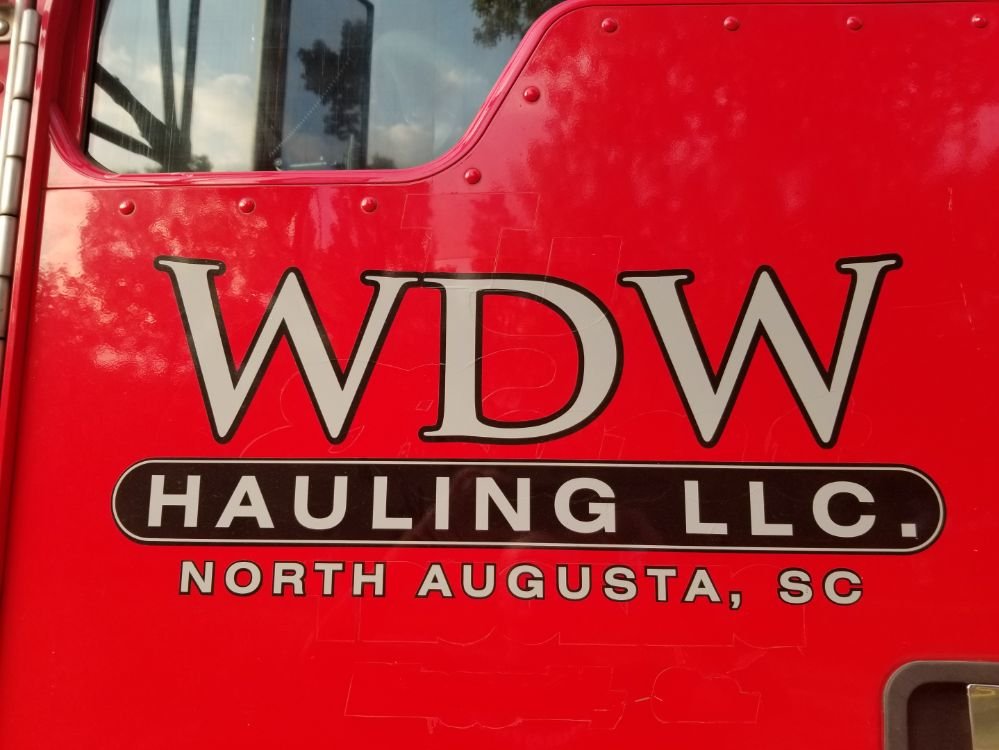 WDW
HAULING LLC.
NORTH AUGUSTA, SC